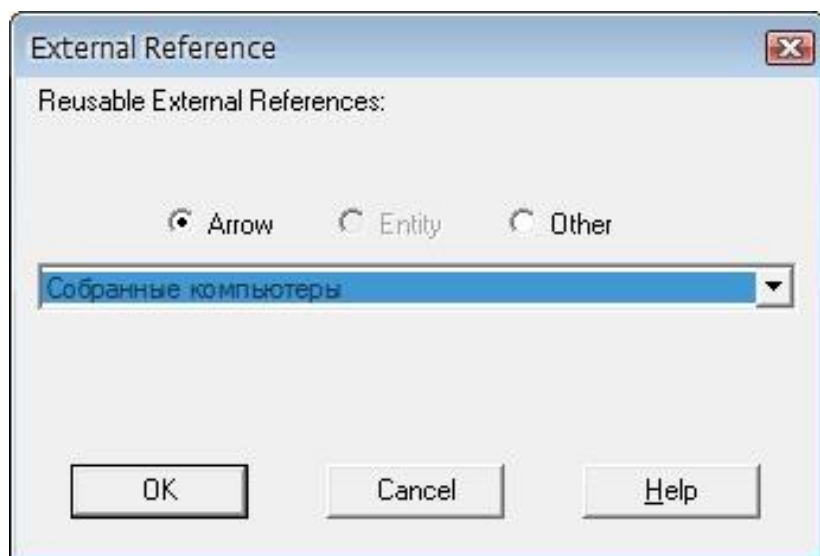 External Reference
Reusable External References:
Arrow Entity Other
Собранные компьютеры
OK Cancel Help